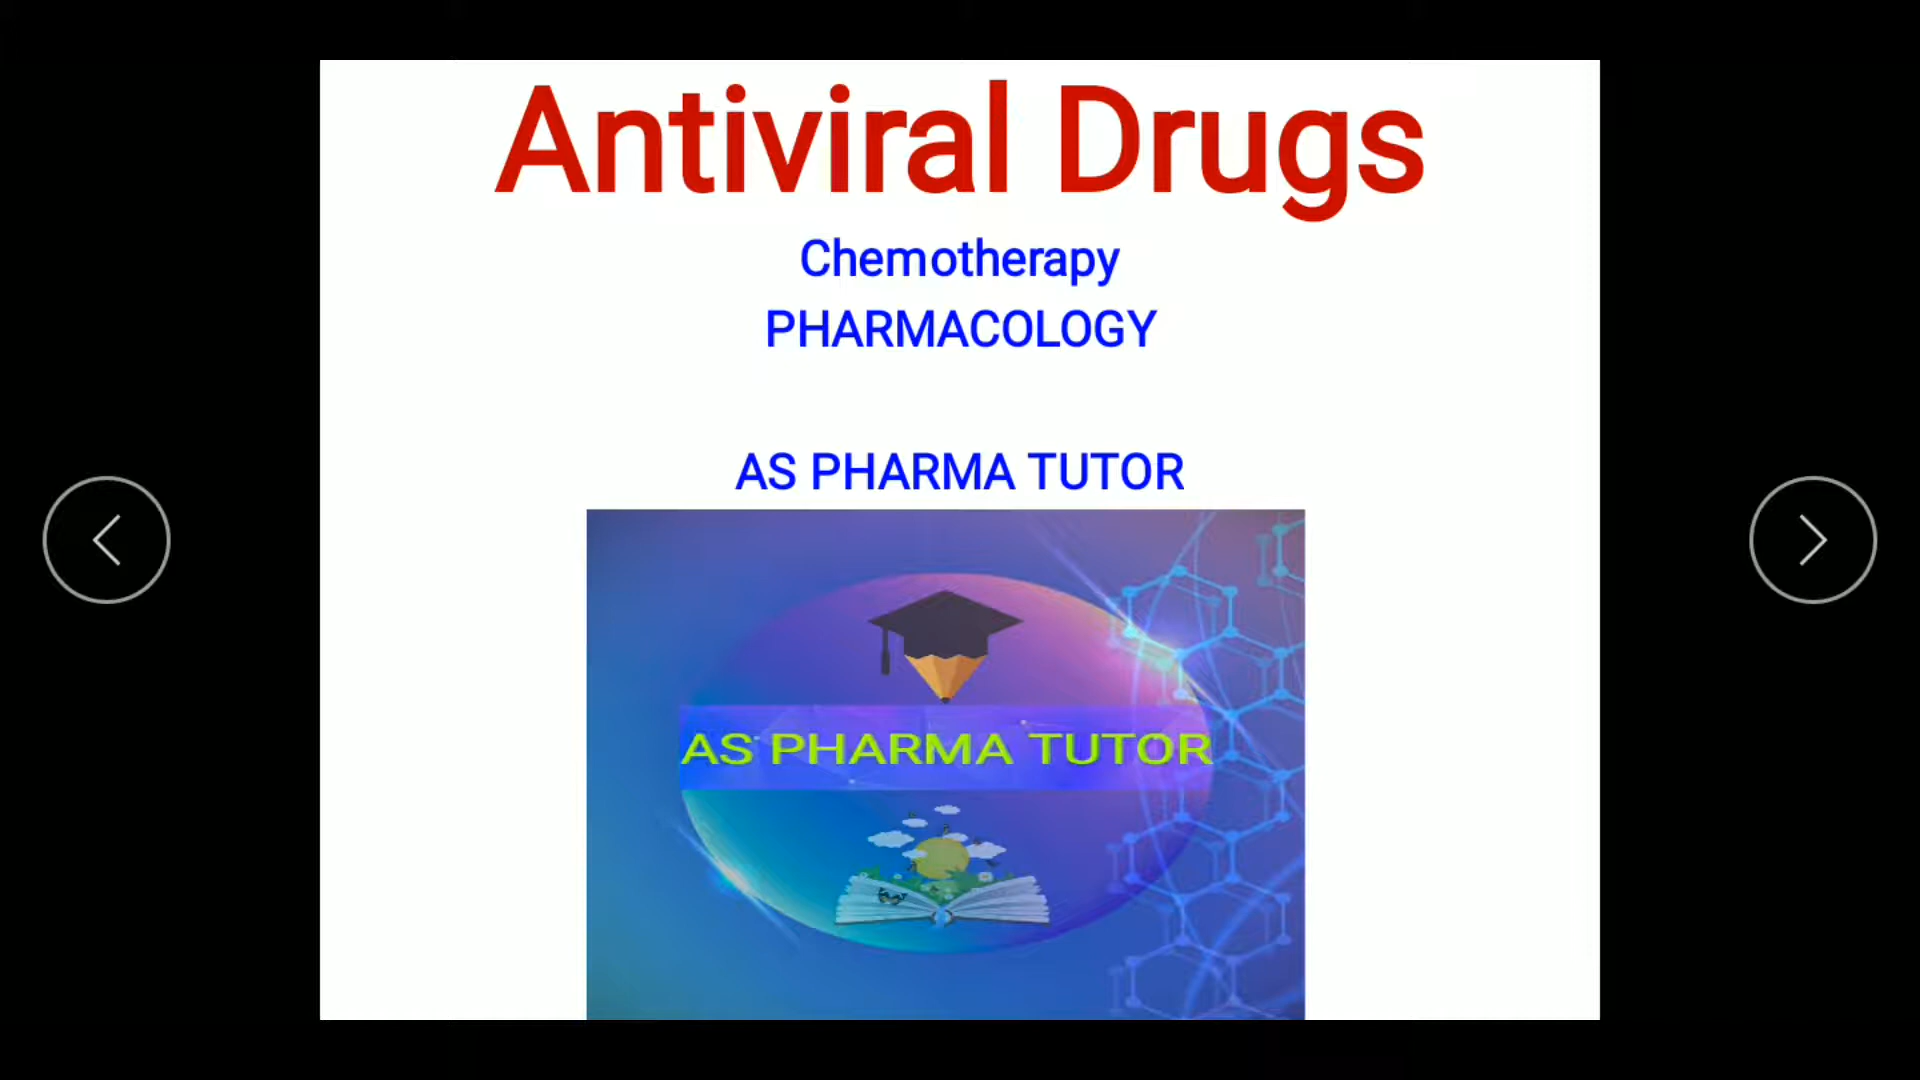 Antiviral Drugs
Chemotherapy
PHARMACOLOGY
AS PHARMA TUTOR
AS PHARMA TUTOR